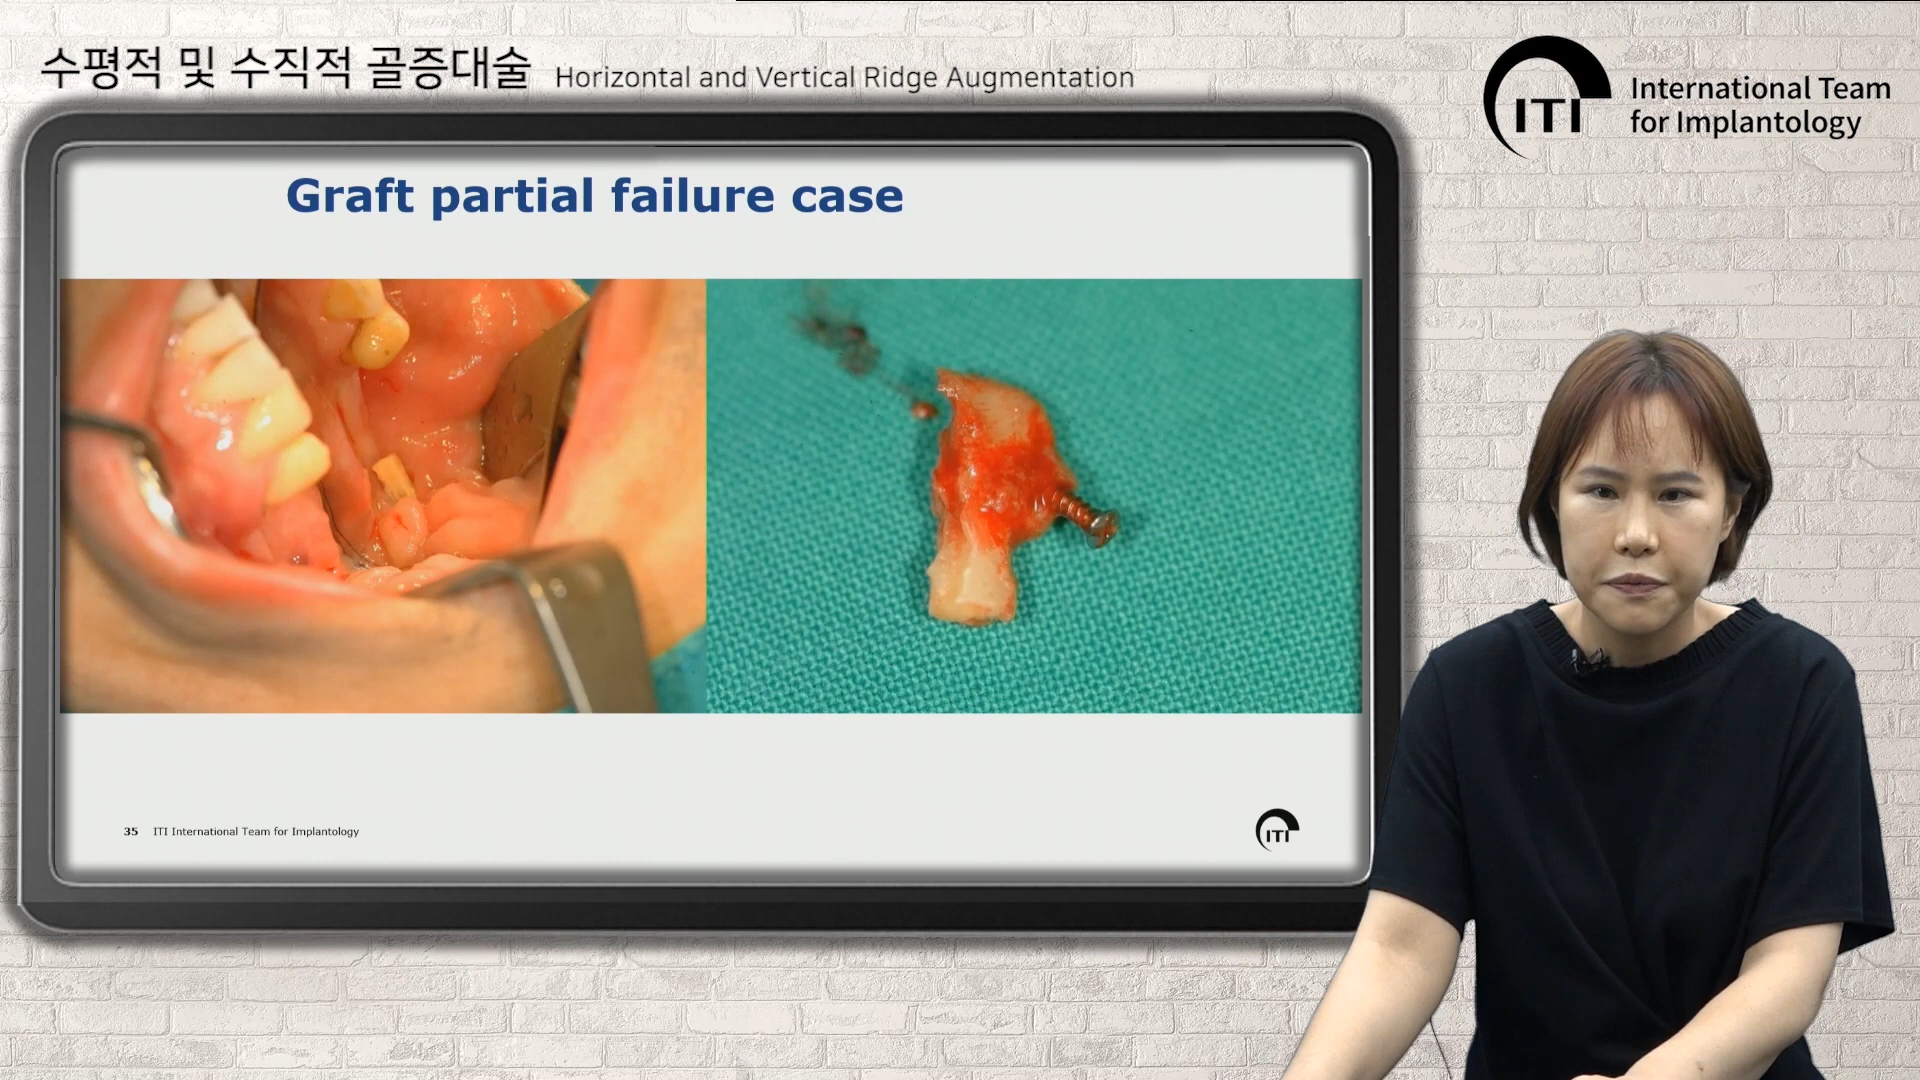 수평적 및 수직적 골증대술 Horizontal and Vertical Ridge Augmentation
ITI International Team
for Implantology
Graft partial failure case
35 ITI International Team for Implantology
ITI